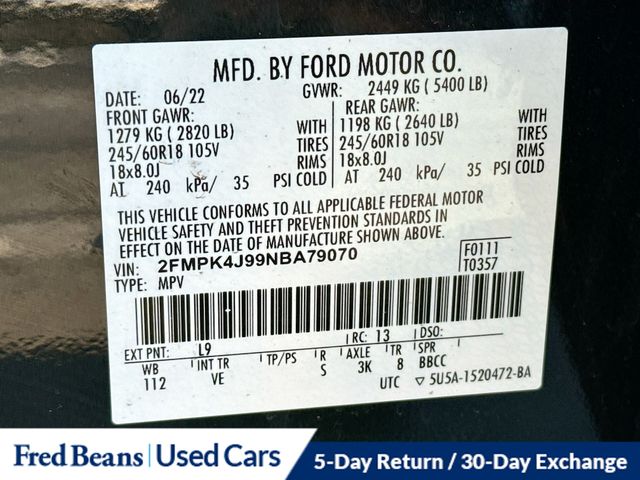 MFD. BY FORD MOTOR CO.
DATE: 06/22 GVWR: 2449 KG ( 5400 LB)
FRONT GAWR: REAR GAWR:
1279 KG ( 2820 LB) WITH 1198 KG ( 2640 LB) WITH
245/60R18 105V TIRES 245/60R18 105V TIRES
18x8.0J RIMS 18x8.0J RIMS
AT 240 kPa/ 35 PSI COLD AT 240 kPa/ 35 PSI COLD
THIS VEHICLE CONFORMS TO ALL APPLICABLE FEDERAL MOTOR
VEHICLE SAFETY AND THEFT PREVENTION STANDARDS IN
EFFECT ON THE DATE OF MANUFACTURE SHOWN ABOVE.
VIN: 2FMPK4J99NBA79070 F0111
TYPE: MPV T0357
EXT PNT: L9 RC: 13 DSO:
WB INT TR TP/PS R AXLE TR SPR
112 VE S 3K 8 BBCC
UTC ▽ 5U5A-1520472-BA
Fred Beans | Used Cars 5-Day Return / 30-Day Exchange